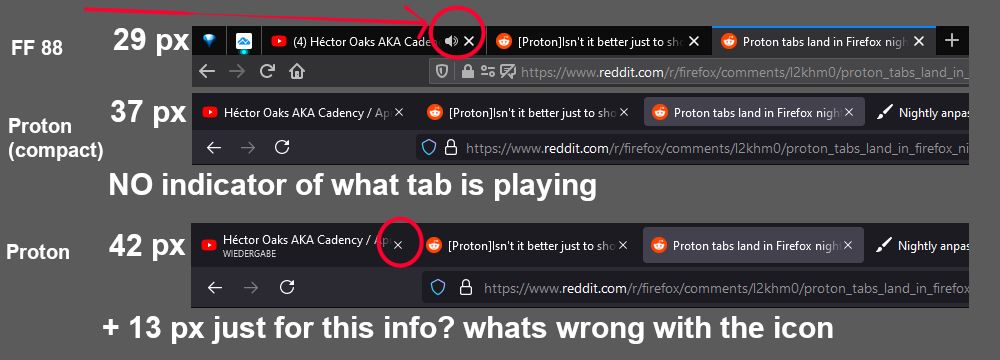 FF 88
29 px
(4) Héctor Oaks AKA Caden
[Proton]Isn't it better just to sho
Proton tabs land in Firefox nigh
https://www.reddit.com/r/firefox/comments/l2khm0/proton_tabs_land_in_
Proton
(compact)
37 px
Héctor Oaks AKA Cadency / Apr
[Proton]Isn't it better just to sho
Proton tabs land in Firefox nigh
Nightly anpas
https://www.reddit.com/r/firefox/comments/l2khm0/proton_tabs_land_in_firefox_ni
NO indicator of what tab is playing
Proton
42 px
Héctor Oaks AKA Cadency / Apr
WIEDERGABE
[Proton]Isn't it better just to sho
Proton tabs land in Firefox nigh
Nightly anpas
https://www.reddit.com/r/firefox/comments/l2khm0/proton_tabs_land_in_firefox
+ 13 px just for this info? whats wrong with the icon